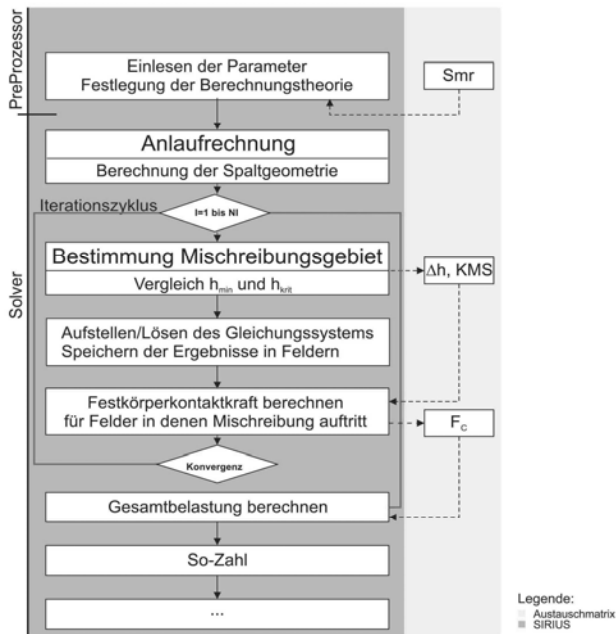 PreProzessor
Einlesen der Parameter
Festlegung der Berechnungstheorie
Smr
Solver
Anlaufrechnung
Berechnung der Spaltgeometrie
Iterationszyklus
I=1 bis NI
Bestimmung Mischreibungsgebiet
Vergleich hmin und hkrit
Δh, KMS
Aufstellen/Lösen des Gleichungssystems
Speichern der Ergebnisse in Feldern
Festkörperkontaktkraft berechnen
für Felder in denen Mischreibung auftritt
Fc
Konvergenz
Gesamtbelastung berechnen
So-Zahl
...
Legende:
Austauschmatrix
SIRIUS